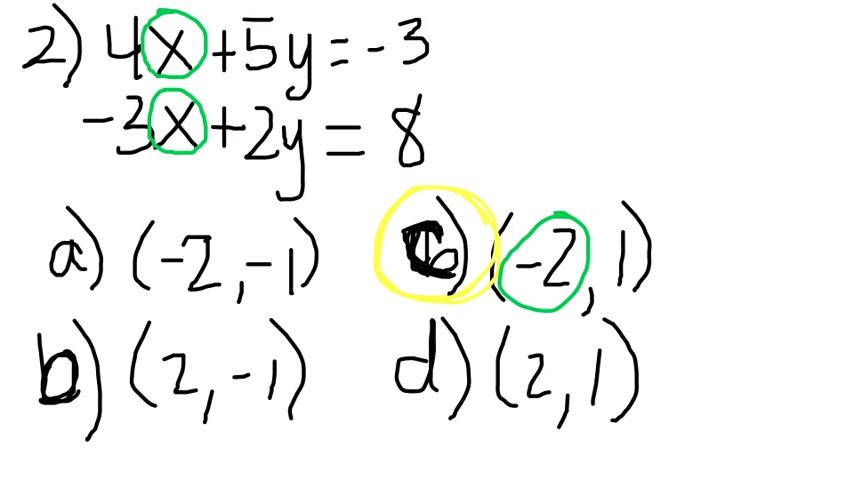 2) 4x + 5y = -3
-3x + 2y = 8
a) (-2, -1) c) (-2, 1)
b) (2, -1) d) (2, 1)